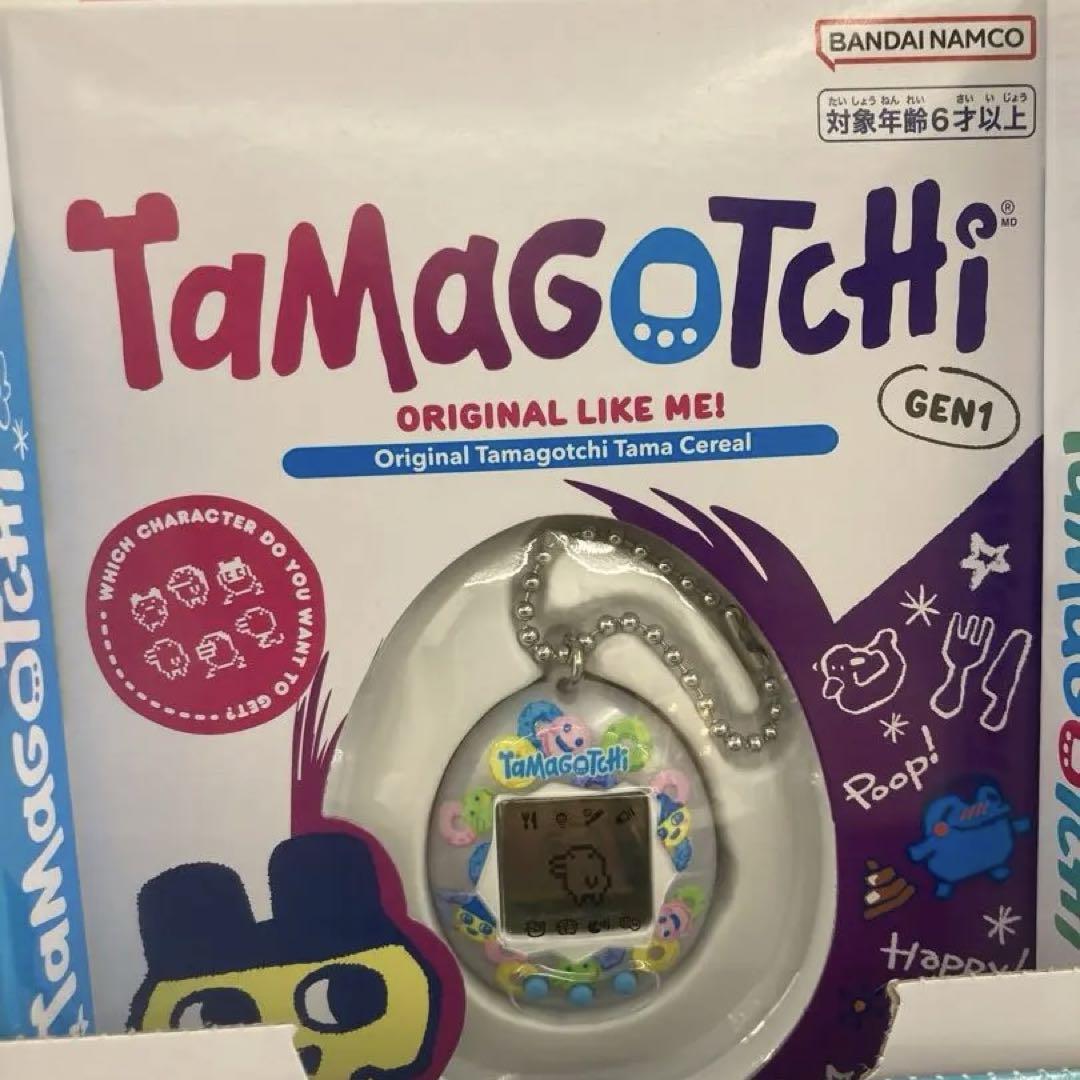 BANDAI NAMCO
たいしょうねんれい さいいじょう
対象年齢6才以上
TAMAGOTCHI
®
MD
ORIGINAL LIKE ME!
GEN1
Original Tamagotchi Tama Cereal
WHICH CHARACTER DO YOU WANT TO GET?
TAMAGOTCHI
Poop!
Happy!
TAMAGOTCHI